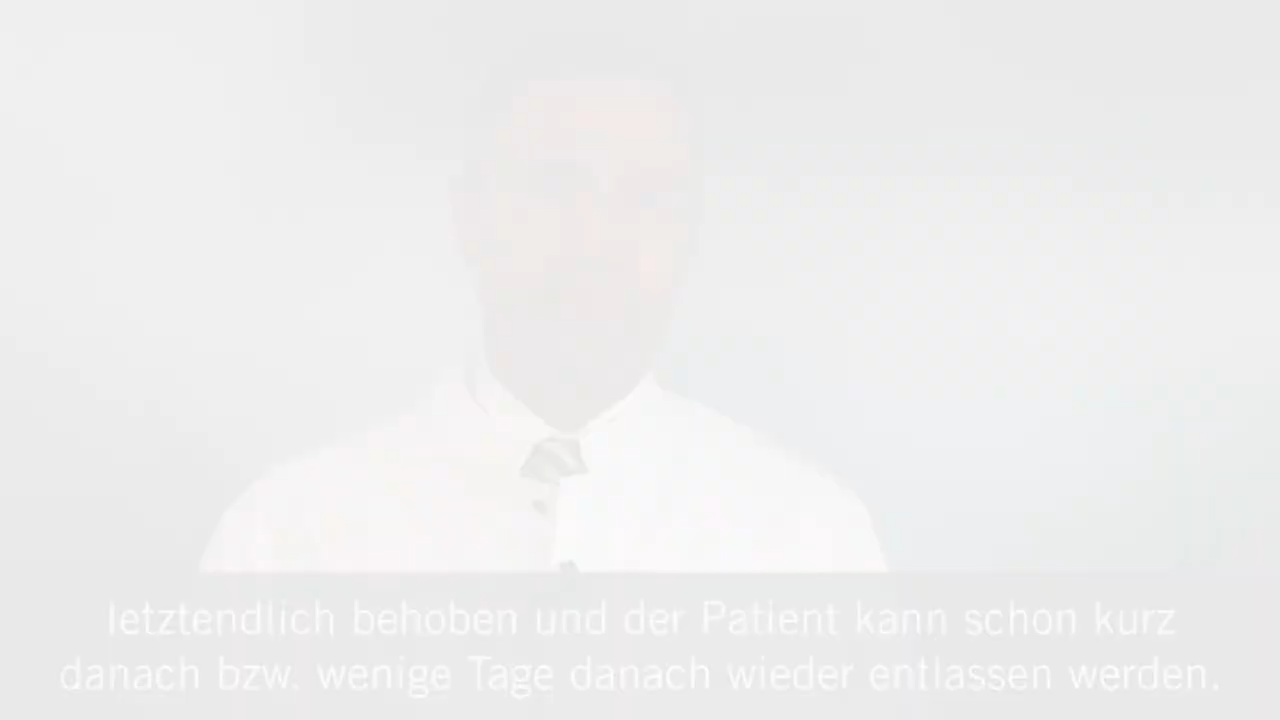 letztendlich behoben und der Patient kann schon kurz
danach bzw. wenige Tage danach wieder entlassen werden.